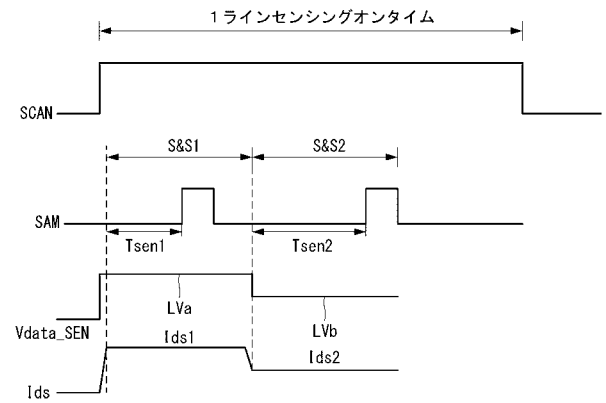 1ラインセンシングオンタイム
SCAN
S&S1
S&S2
SAM
Tsen1
Tsen2
LVa
LVb
Vdata_SEN
Ids1
Ids2
Ids